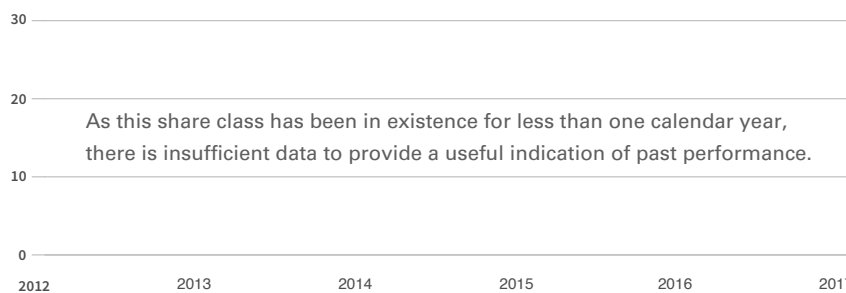 30
20
As this share class has been in existence for less than one calendar year,
there is insufficient data to provide a useful indication of past performance.
10
0
2012 2013 2014 2015 2016